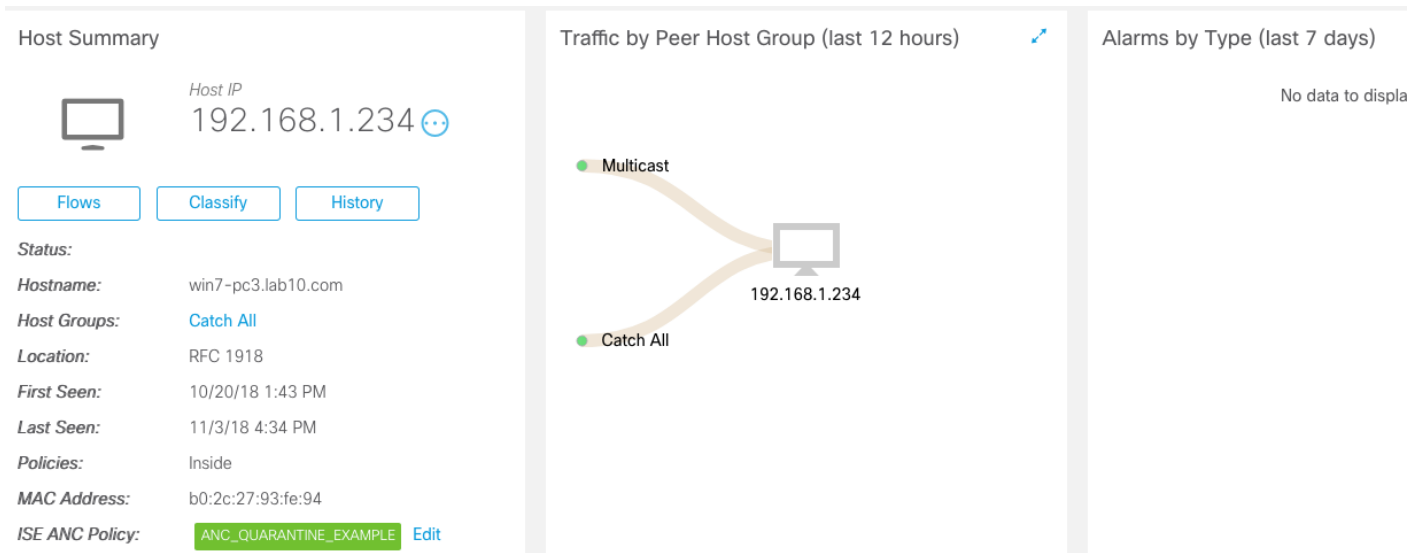 Host Summary
Host IP
192.168.1.234
Flows Classify History
Status:
Hostname: win7-pc3.lab10.com
Host Groups: Catch All
Location: RFC 1918
First Seen: 10/20/18 1:43 PM
Last Seen: 11/3/18 4:34 PM
Policies: Inside
MAC Address: b0:2c:27:93:fe:94
ISE ANC Policy: ANC_QUARANTINE_EXAMPLE Edit
Traffic by Peer Host Group (last 12 hours)
Multicast
192.168.1.234
Catch All
Alarms by Type (last 7 days)
No data to displa